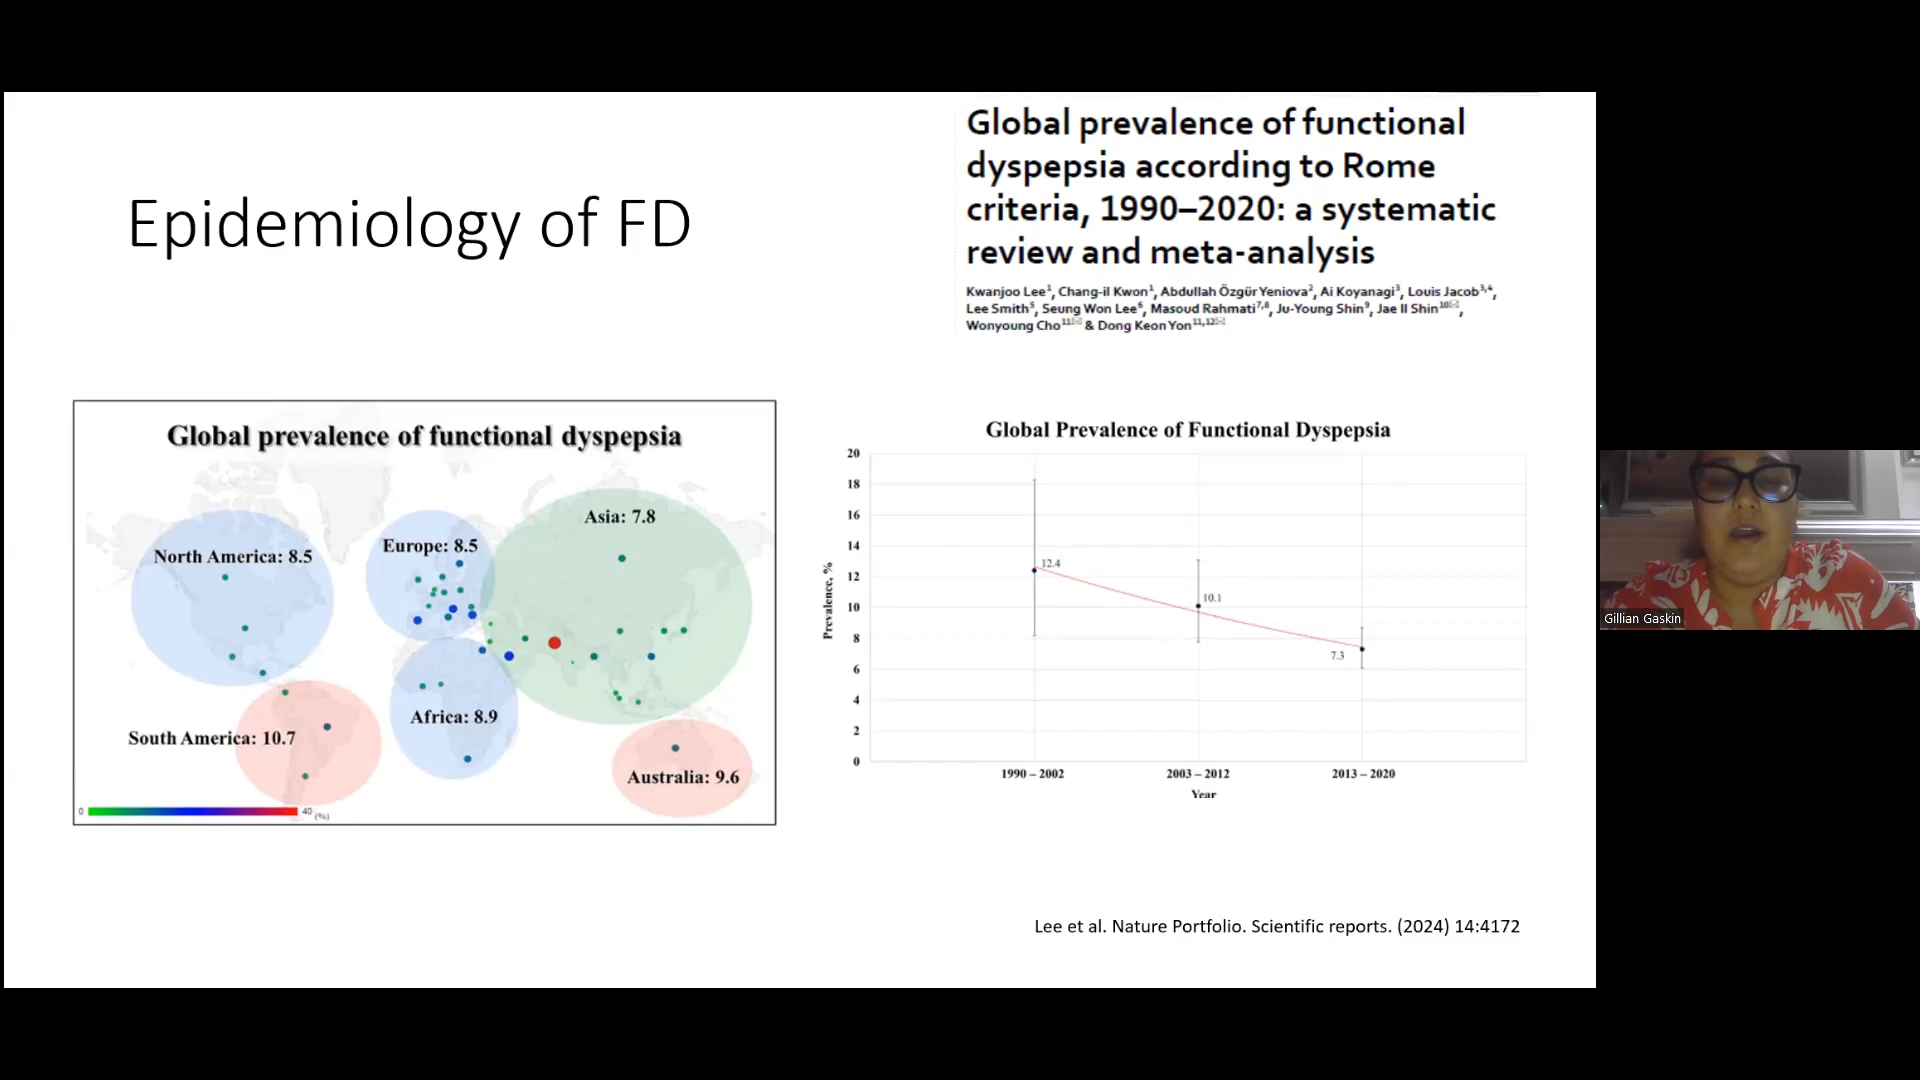 Epidemiology of FD
Global prevalence of functional
dyspepsia according to Rome
criteria, 1990–2020: a systematic
review and meta-analysis
Kwanjoo Lee1, Chang-il Kwon1, Abdullah Özgür Yeniova2, Ai Koyanagi3, Louis Jacob3,4,
Lee Smith5, Seung Won Lee6, Masoud Rahmati7,8, Ju-Young Shin9, Jae Il Shin10✉,
Wonyoung Cho11✉ & Dong Keon Yon11,12✉
Global prevalence of functional dyspepsia
Asia: 7.8
Europe: 8.5
North America: 8.5
Africa: 8.9
South America: 10.7
Australia: 9.6
0 40 (%)
Global Prevalence of Functional Dyspepsia
20
18
16
14
12
10
8
6
4
2
0
Prevalence, %
12.4
10.1
7.3
1990 – 2002 2003 – 2012 2013 – 2020
Year
Lee et al. Nature Portfolio. Scientific reports. (2024) 14:4172
Gillian Gaskin